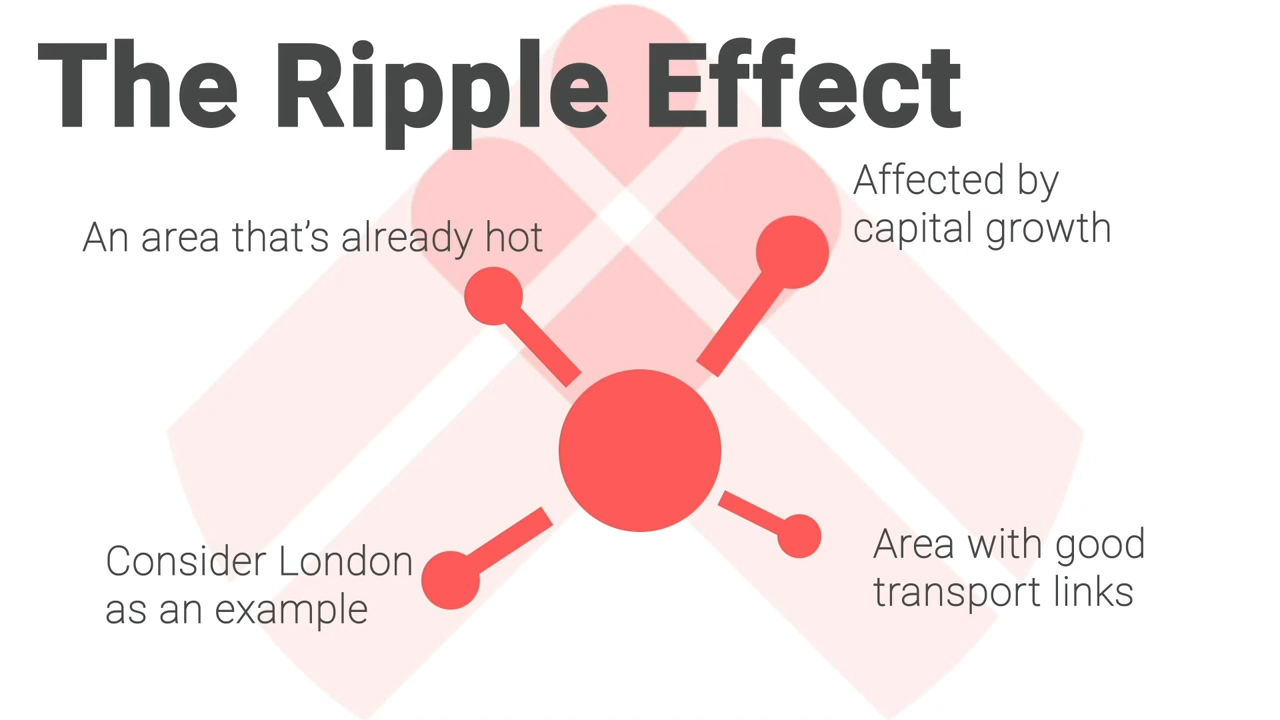 The Ripple Effect
An area that’s already hot
Affected by
capital growth
Consider London
as an example
Area with good
transport links